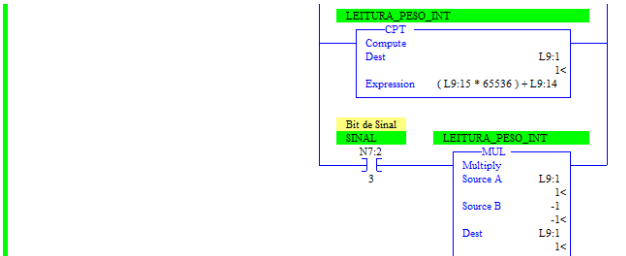 LEITURA_PESO_INT
CPT
Compute
Dest L9:1
1<
Expression ( L9:15 * 65536 ) + L9:14
Bit de Sinal
SINAL
N7:2
3
LEITURA_PESO_INT
MUL
Multiply
Source A L9:1
1<
Source B -1
-1<
Dest L9:1
1<